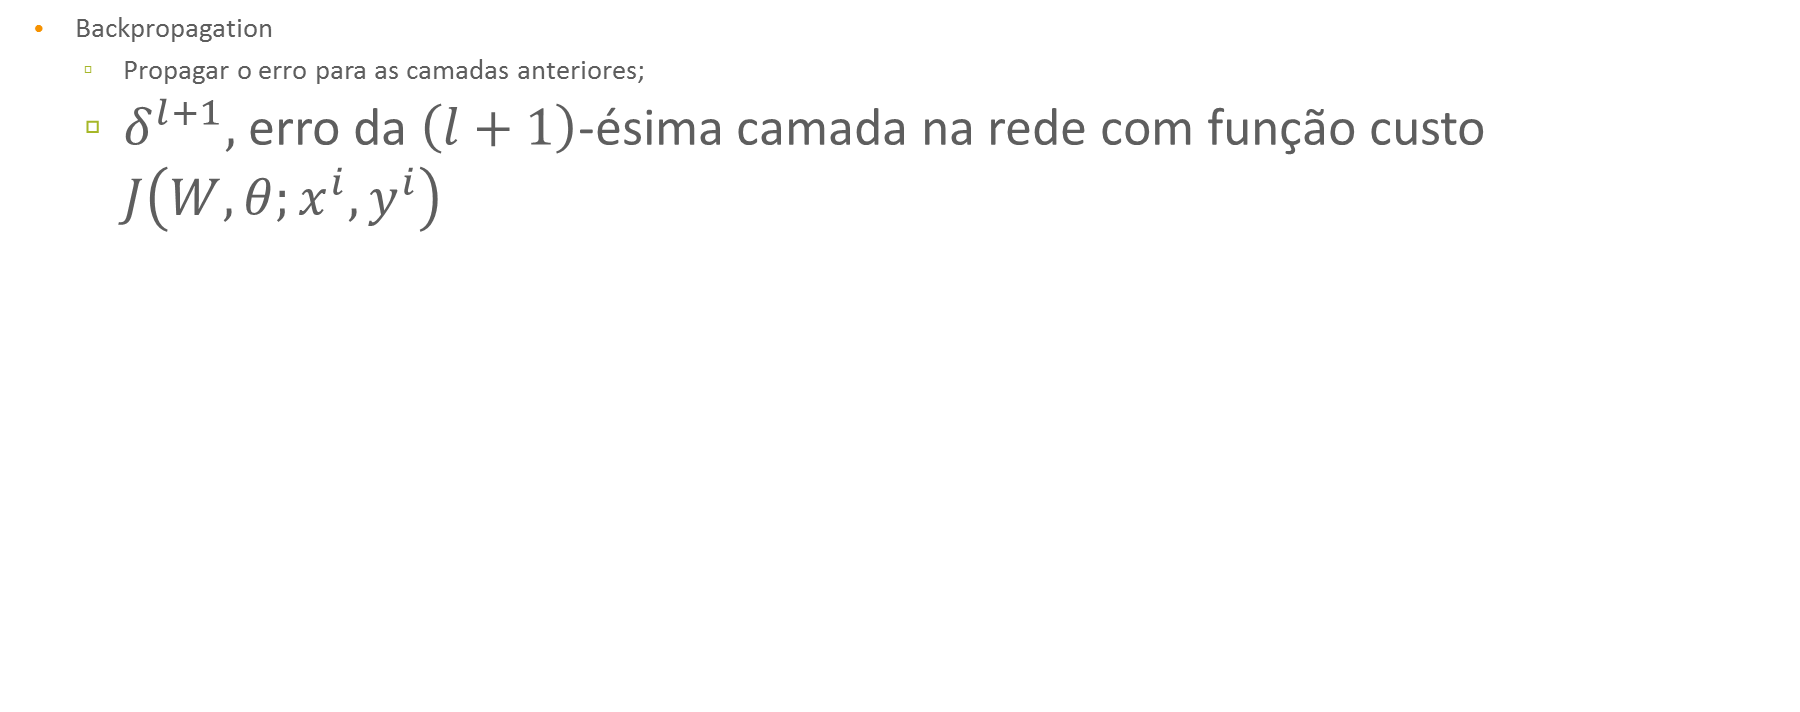 • Backpropagation
▫ Propagar o erro para as camadas anteriores;
▫ 𝛿^{l+1}, erro da (l + 1)-ésima camada na rede com função custo
J(W, θ; x^i, y^i)